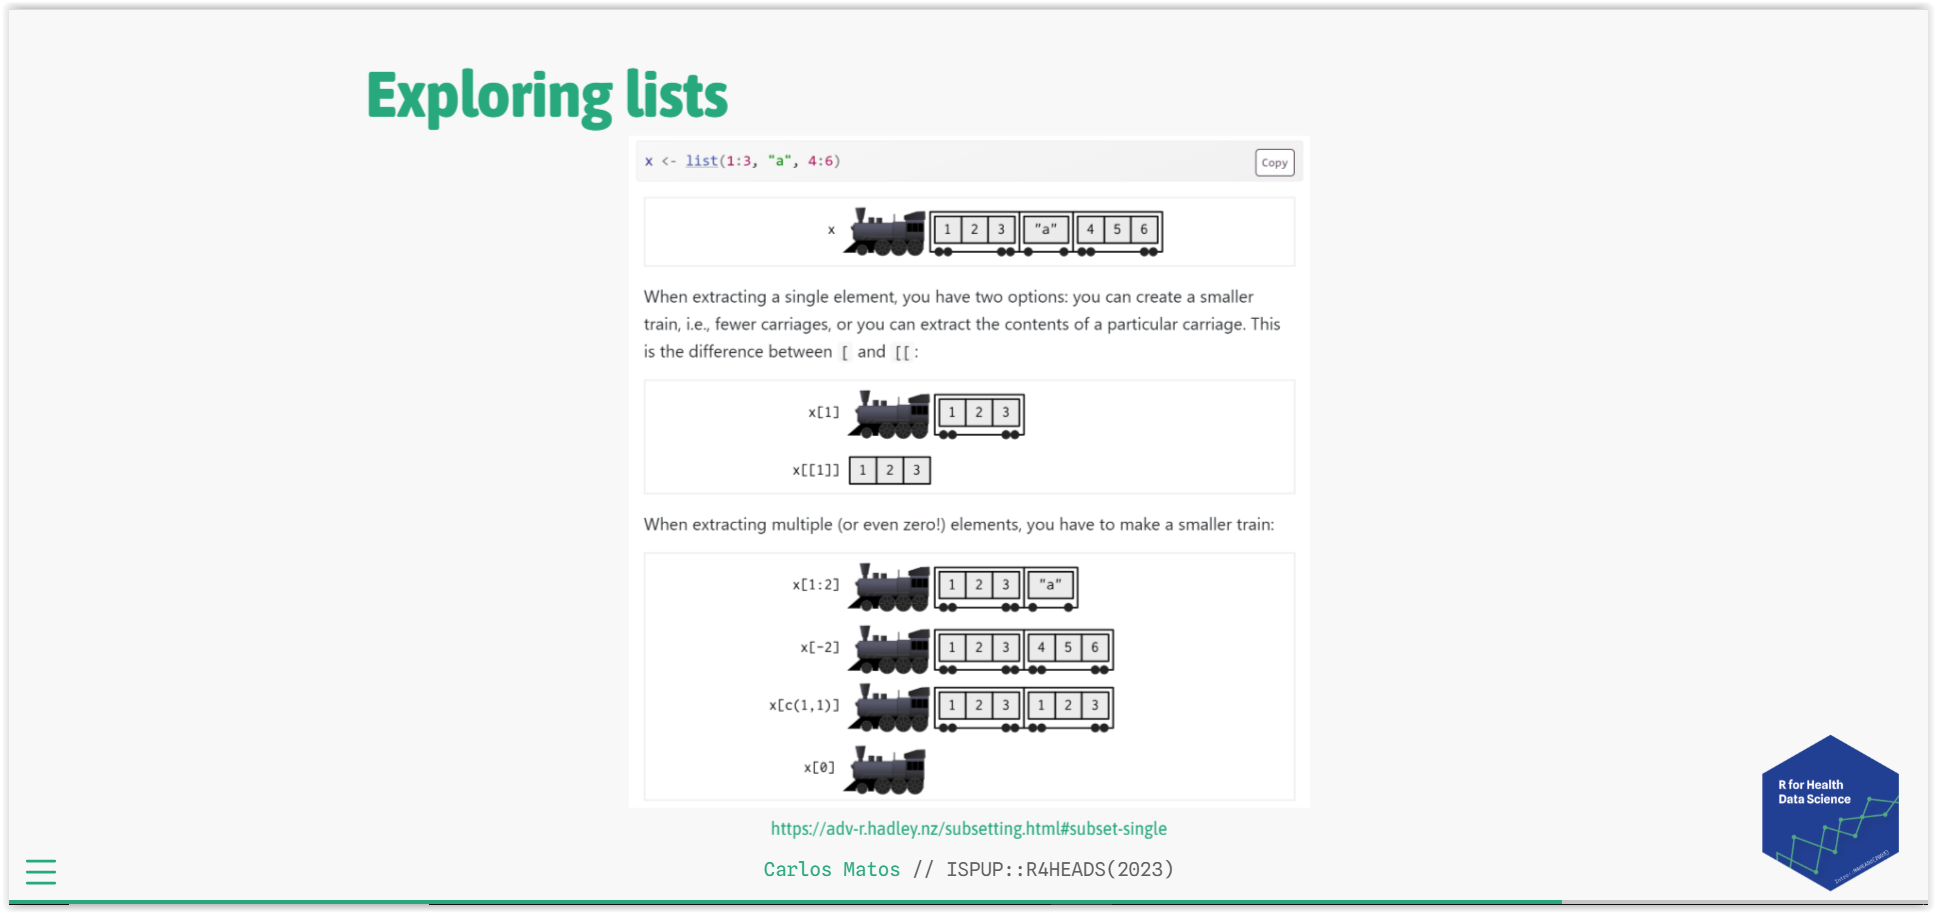 Exploring lists
x <- list(1:3, "a", 4:6)
Copy
x 1 2 3 "a" 4 5 6
When extracting a single element, you have two options: you can create a smaller
train, i.e., fewer carriages, or you can extract the contents of a particular carriage. This
is the difference between [ and [[:
x[1] 1 2 3
x[[1]] 1 2 3
When extracting multiple (or even zero!) elements, you have to make a smaller train:
x[1:2] 1 2 3 "a"
x[-2] 1 2 3 4 5 6
x[c(1,1)] 1 2 3 1 2 3
x[0]
https://adv-r.hadley.nz/subsetting.html#subset-single
Carlos Matos // ISPUP::R4HEADS(2023)
R for Health
Data Science